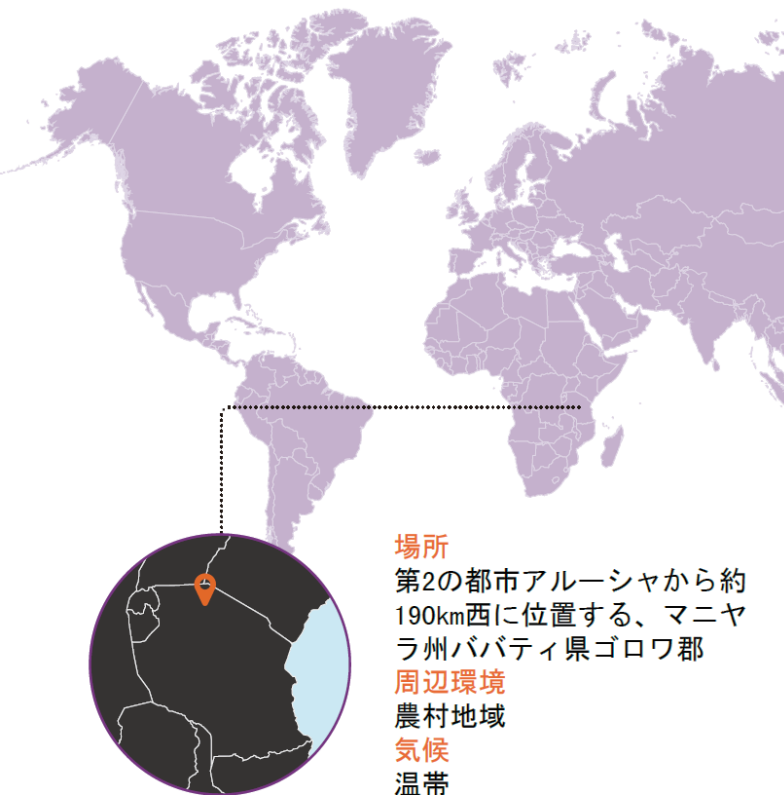 場所
第2の都市アルーシャから約
190km西に位置する、マニヤ
ラ州ババティ県ゴロワ郡
周辺環境
農村地域
気候
温帯